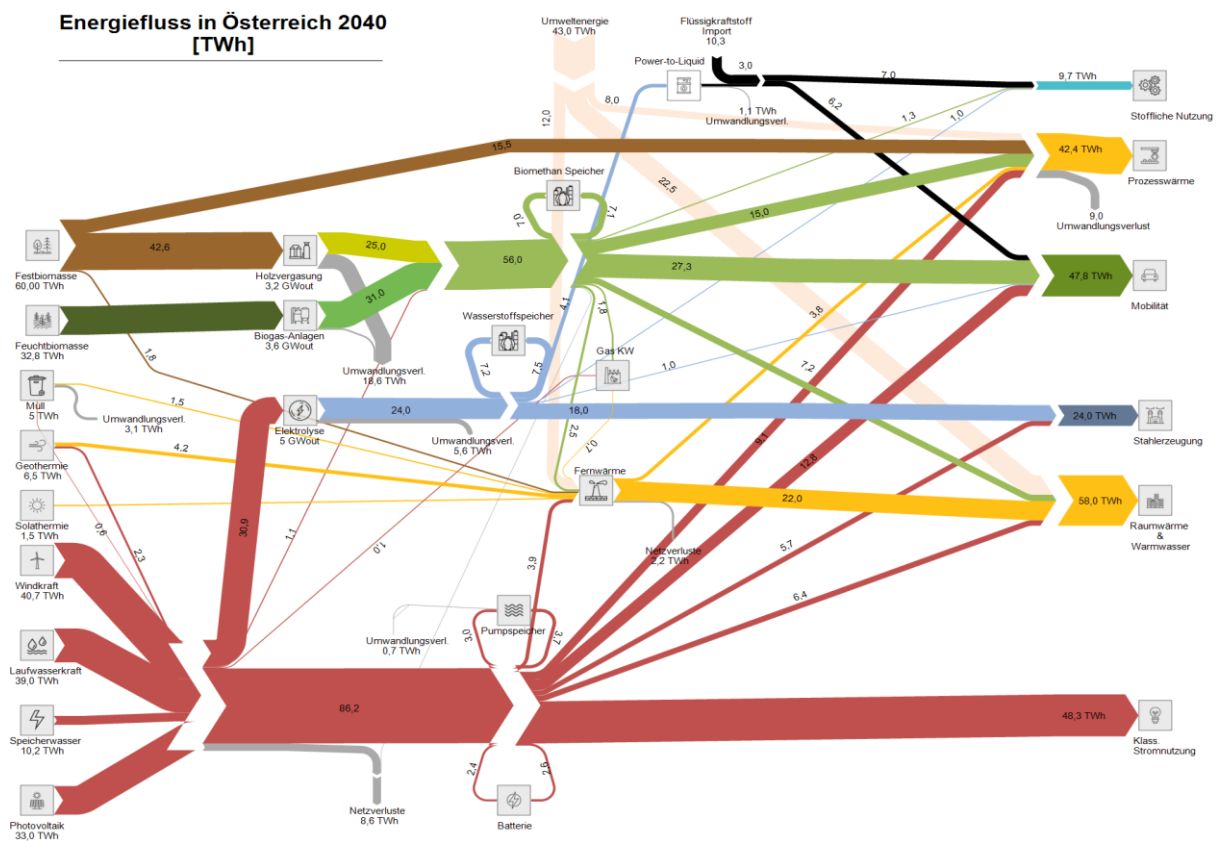 Energiefluss in Österreich 2040
[TWh]
Umweltenergie
43,0 TWh
Flüssigkraftstoff
Import
10,3
Power-to-Liquid
3,0
7,0
9,7 TWh
Stoffliche Nutzung
1,1 TWh
Umwandlungsverl.
8,0
12,0
6,2
1,3
1,0
15,5
42,4 TWh
Prozesswärme
Biomethan Speicher
7,0
7,1
22,5
15,0
9,0
Umwandlungsverlust
Festbiomasse
60,00 TWh
42,6
Holzvergasung
3,2 GWout
25,0
56,0
27,3
47,8 TWh
Mobilität
31,0
Feuchtbiomasse
32,8 TWh
Biogas-Anlagen
3,6 GWout
4,1
1,8
3,8
Wasserstoffspeicher
7,2
7,5
Gas KW
1,0
7,2
1,8
Umwandlungsverl.
18,6 TWh
Müll
5 TWh
1,5
Umwandlungsverl.
3,1 TWh
Elektrolyse
5 GWout
24,0
18,0
24,0 TWh
Stahlerzeugung
Umwandlungsverl.
5,6 TWh
2,5
0,7
9,1
12,8
Geothermie
6,5 TWh
4,2
Fernwärme
22,0
58,0 TWh
Raumwärme
&
Warmwasser
Solathermie
1,5 TWh
0,6
2,3
30,9
1,1
1,0
Netzverluste
2,2 TWh
5,7
3,9
6,4
Windkraft
40,7 TWh
Pumpspeicher
3,0
3,7
Umwandlungsverl.
0,7 TWh
Laufwasserkraft
39,0 TWh
86,2
48,3 TWh
Klass.
Stromnutzung
Speicherwasser
10,2 TWh
2,4
2,6
Batterie
Netzverluste
8,6 TWh
Photovoltaik
33,0 TWh